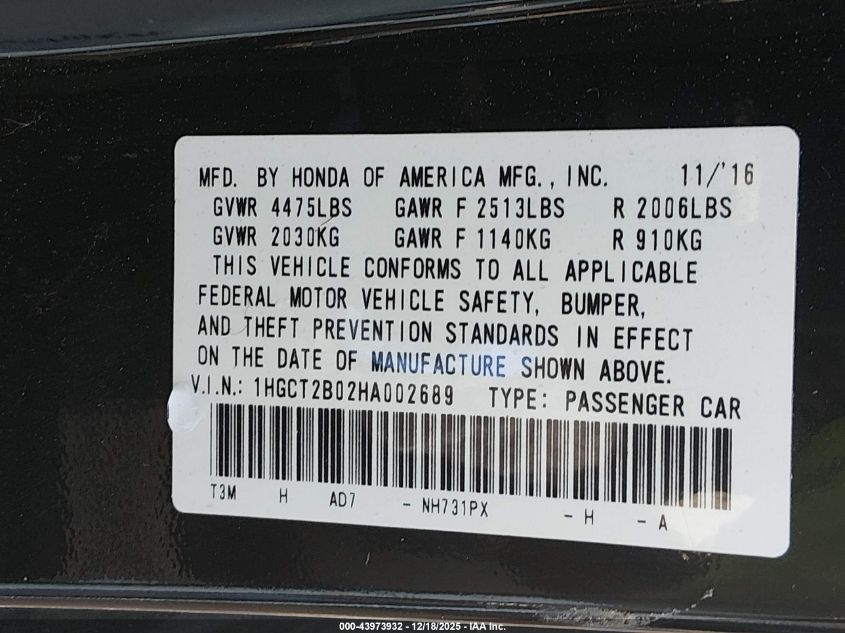 MFD. BY HONDA OF AMERICA MFG., INC. 11/'16
GVWR 4475LBS GAWR F 2513LBS R 2006LBS
GVWR 2030KG GAWR F 1140KG R 910KG
THIS VEHICLE CONFORMS TO ALL APPLICABLE
FEDERAL MOTOR VEHICLE SAFETY, BUMPER,
AND THEFT PREVENTION STANDARDS IN EFFECT
ON THE DATE OF MANUFACTURE SHOWN ABOVE.
V.I.N.: 1HGCT2B02HA002689 TYPE: PASSENGER CAR
T3M H AD7 - NH731PX - H - A
000-43973932 - 12/18/2025 - IAA Inc.